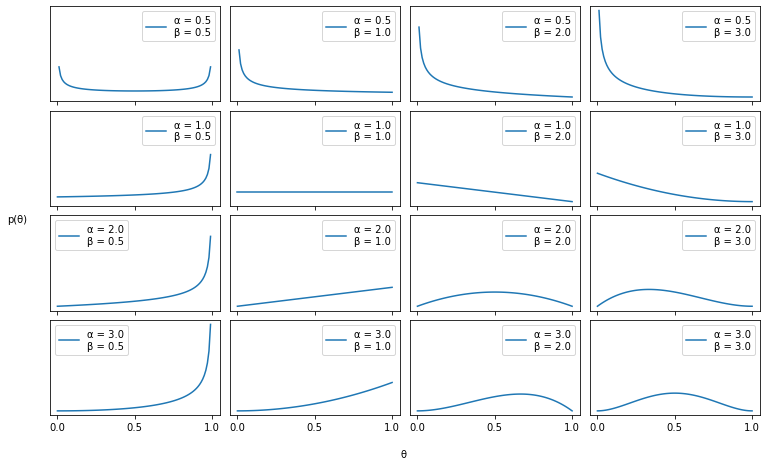 α = 0.5
β = 0.5
α = 0.5
β = 1.0
α = 0.5
β = 2.0
α = 0.5
β = 3.0
α = 1.0
β = 0.5
α = 1.0
β = 1.0
α = 1.0
β = 2.0
α = 1.0
β = 3.0
p(θ)
α = 2.0
β = 0.5
α = 2.0
β = 1.0
α = 2.0
β = 2.0
α = 2.0
β = 3.0
α = 3.0
β = 0.5
α = 3.0
β = 1.0
α = 3.0
β = 2.0
α = 3.0
β = 3.0
0.0 0.5 1.0 0.0 0.5 1.0 0.0 0.5 1.0 0.0 0.5 1.0
θ